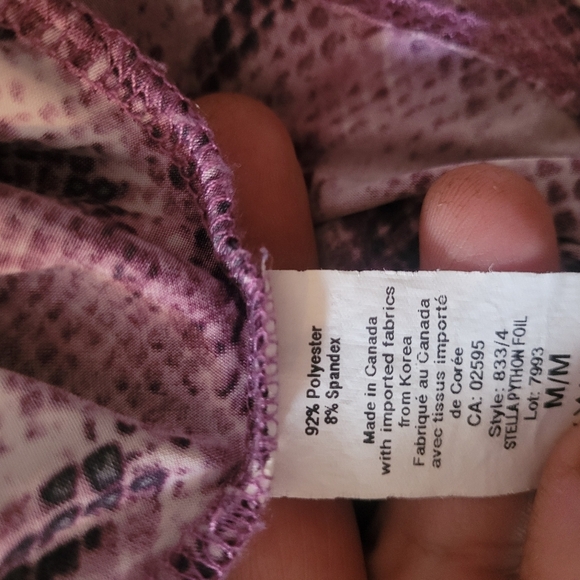 92% Polyester
8% Spandex
Made in Canada
with imported fabrics
from Korea
Fabriqué au Canada
avec tissus importé
de Corée
CA: 02595
Style: 833/4
STELLA PYTHON FOIL
Lot: 7993
M/M